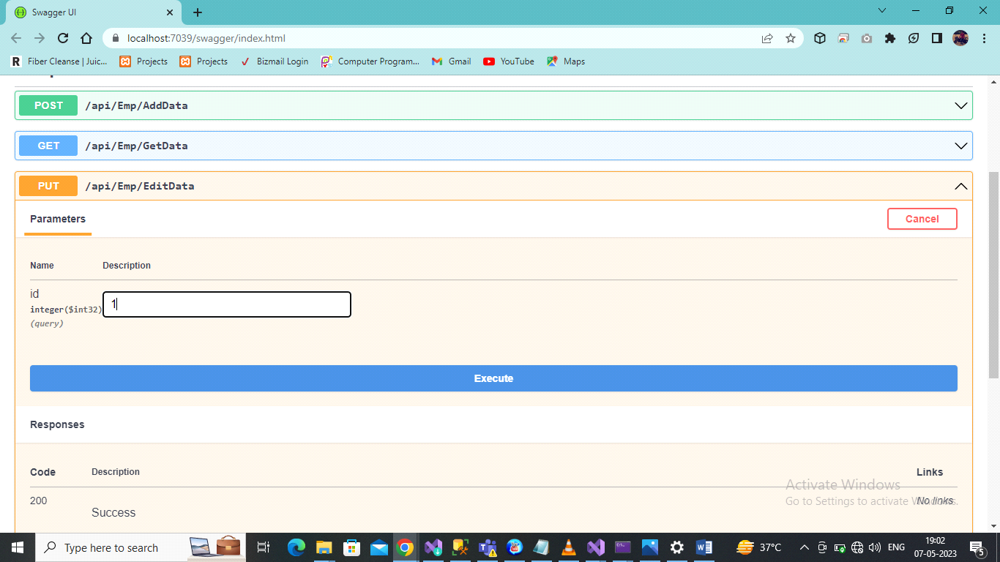 Swagger UI
localhost:7039/swagger/index.html
R Fiber Cleanse | Juic... Projects Projects Bizmail Login Computer Program... Gmail YouTube Maps
POST /api/Emp/AddData
GET /api/Emp/GetData
PUT /api/Emp/EditData
Parameters Cancel
Name Description
id
integer($int32) 1
(query)
Execute
Responses
Code Description Links
200 No links
Success
Activate Windows
Go to Settings to activate Windows.
Type here to search 37°C ENG 19:02
07-05-2023 5